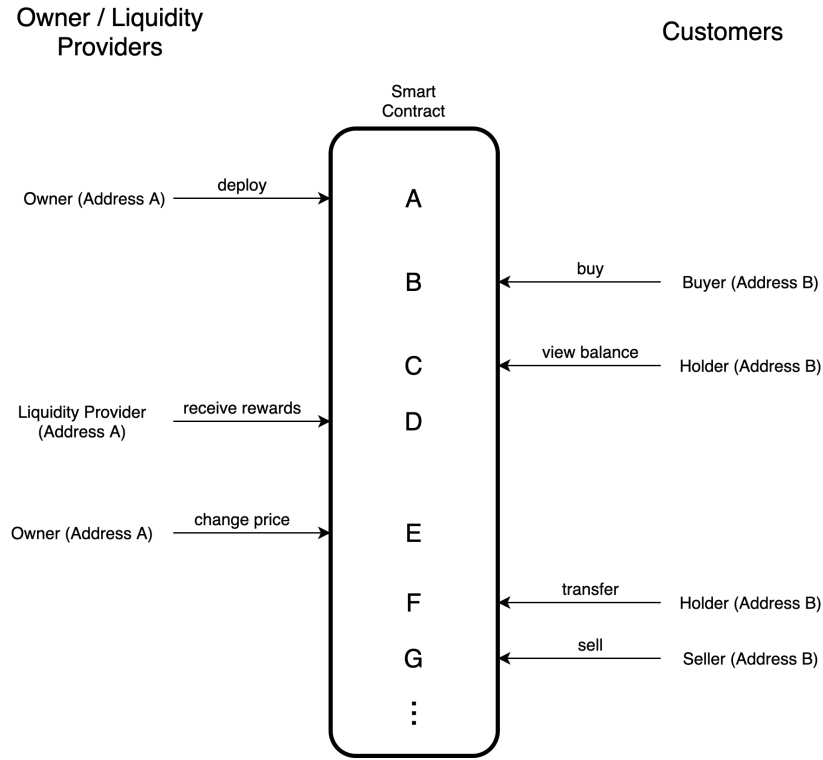 Owner / Liquidity
Providers
Customers
Smart
Contract
Owner (Address A)
deploy
A
B
buy
Buyer (Address B)
C
view balance
Holder (Address B)
Liquidity Provider
(Address A)
receive rewards
D
Owner (Address A)
change price
E
F
transfer
Holder (Address B)
G
sell
Seller (Address B)
⋮